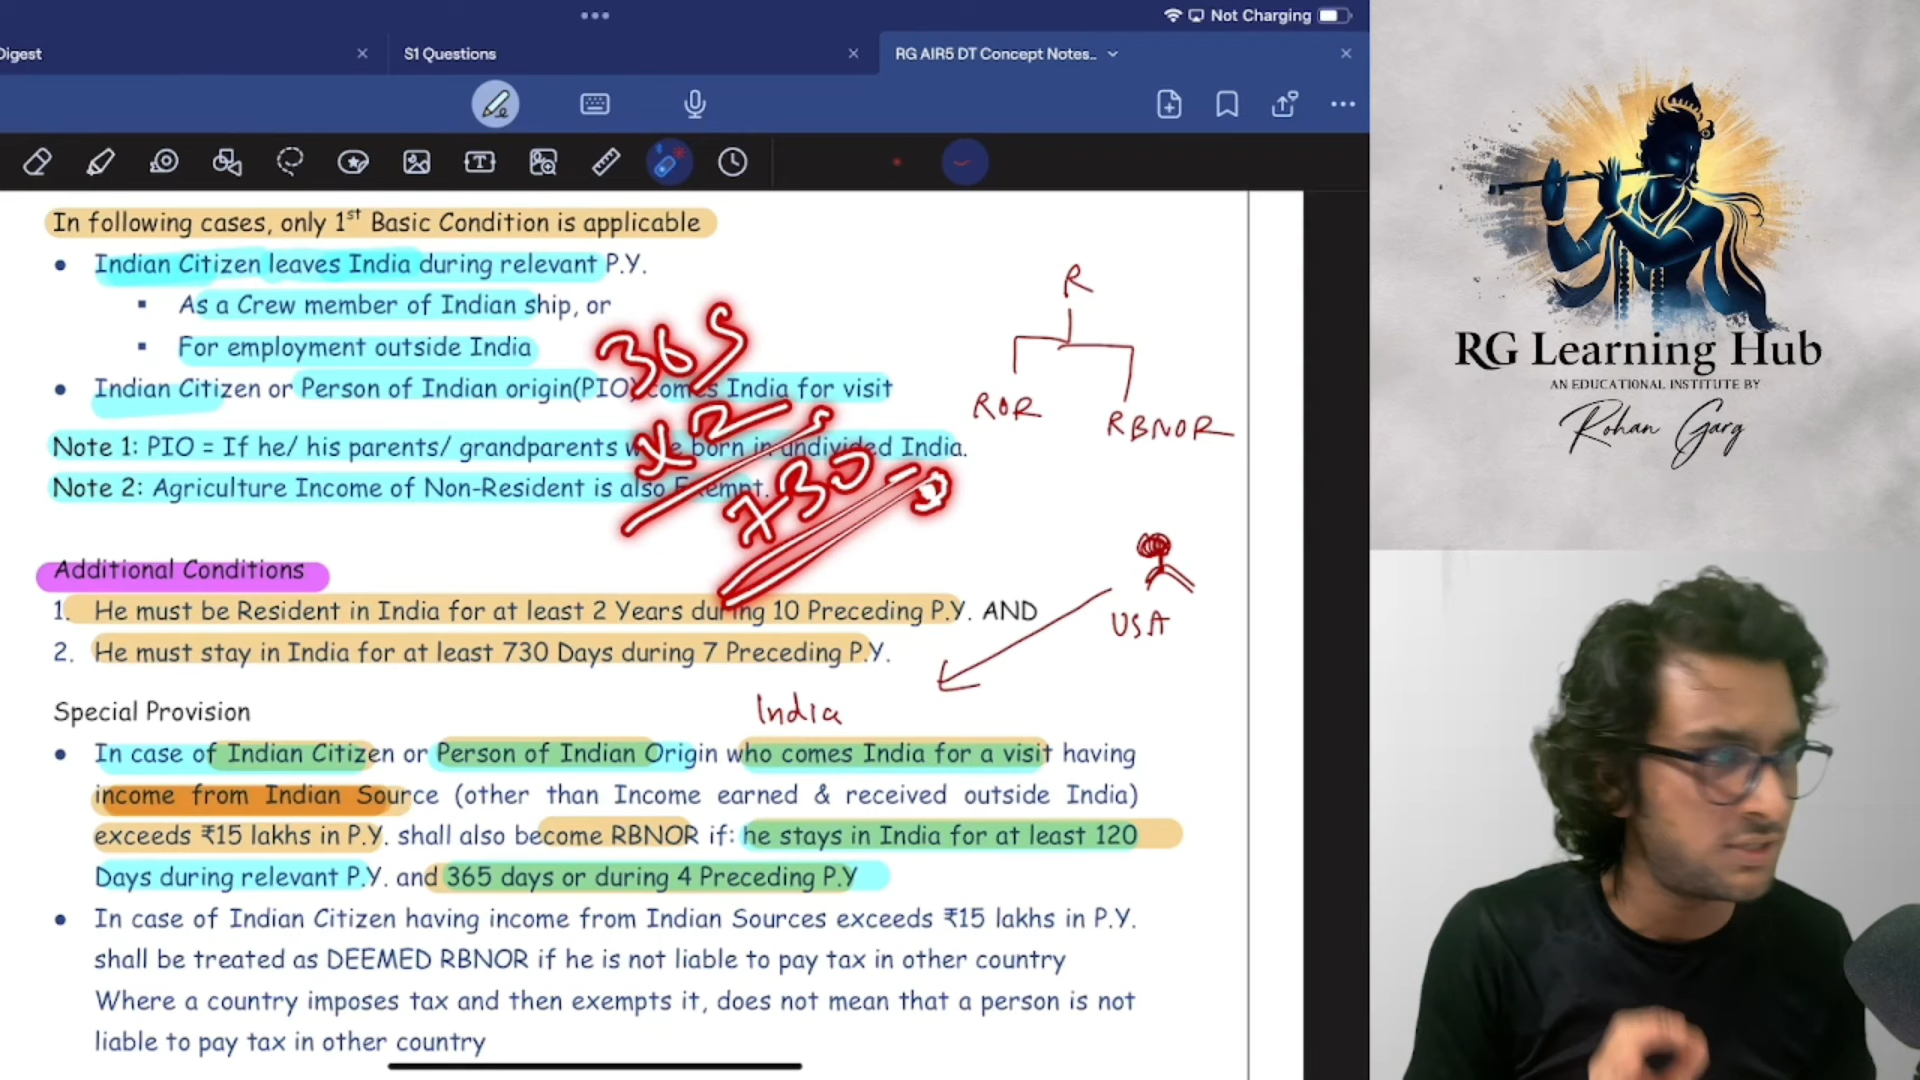 Not Charging
Digest
S1 Questions
RG AIR5 DT Concept Notes..
In following cases, only 1st Basic Condition is applicable
• Indian Citizen leaves India during relevant P.Y.
▪ As a Crew member of Indian ship, or
▪ For employment outside India
• Indian Citizen or Person of Indian origin(PIO) comes India for visit
Note 1: PIO = If he/ his parents/ grandparents were born in undivided India.
Note 2: Agriculture Income of Non-Resident is also Exempt.
365
x 2
730
R
ROR
RBNOR
Additional Conditions
1. He must be Resident in India for at least 2 Years during 10 Preceding P.Y. AND
2. He must stay in India for at least 730 Days during 7 Preceding P.Y.
USA
India
Special Provision
• In case of Indian Citizen or Person of Indian Origin who comes India for a visit having
income from Indian Source (other than Income earned & received outside India)
exceeds ₹15 lakhs in P.Y. shall also become RBNOR if: he stays in India for at least 120
Days during relevant P.Y. and 365 days or during 4 Preceding P.Y
• In case of Indian Citizen having income from Indian Sources exceeds ₹15 lakhs in P.Y.
shall be treated as DEEMED RBNOR if he is not liable to pay tax in other country
Where a country imposes tax and then exempts it, does not mean that a person is not
liable to pay tax in other country
RG Learning Hub
AN EDUCATIONAL INSTITUTE BY
Rohan Garg